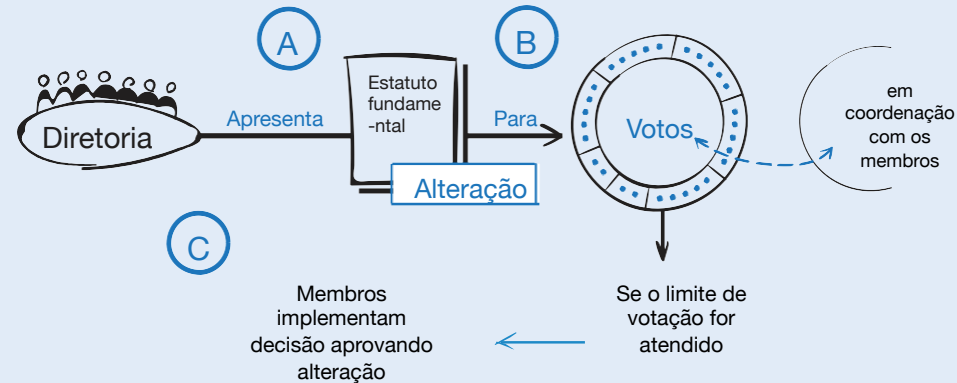 A
B
Diretoria
Apresenta
Estatuto
fundame
-ntal
Alteração
Para
Votos
em
coordenação
com os
membros
C
Membros
implementam
decisão aprovando
alteração
Se o limite de
votação for
atendido